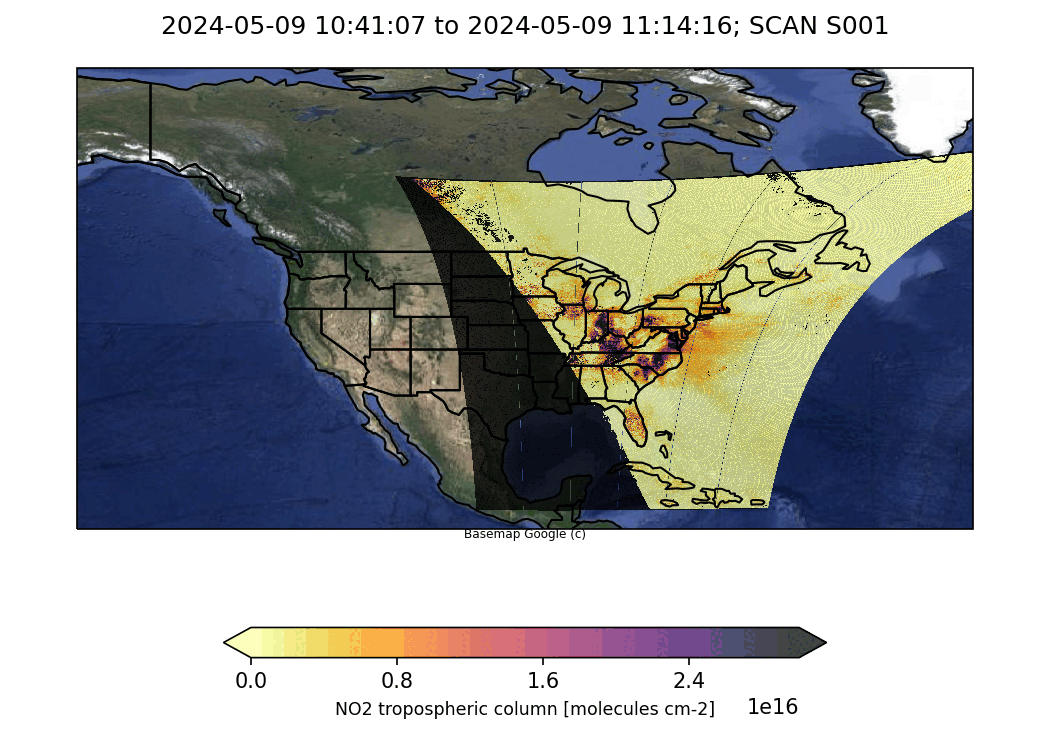 2024-05-09 10:41:07 to 2024-05-09 11:14:16; SCAN S001
Basemap Google (c)
0.0 0.8 1.6 2.4
NO2 tropospheric column [molecules cm-2] 1e16